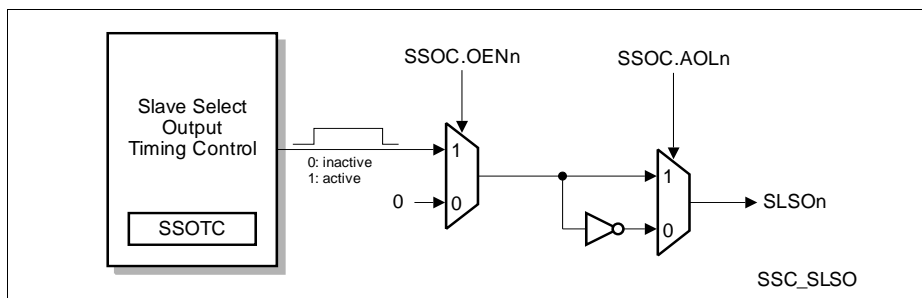 SSOC.OENn
SSOC.AOLn
Slave Select
Output
Timing Control
0: inactive
1: active
1
0
0
1
0
SLSOn
SSOTC
SSC_SLSO